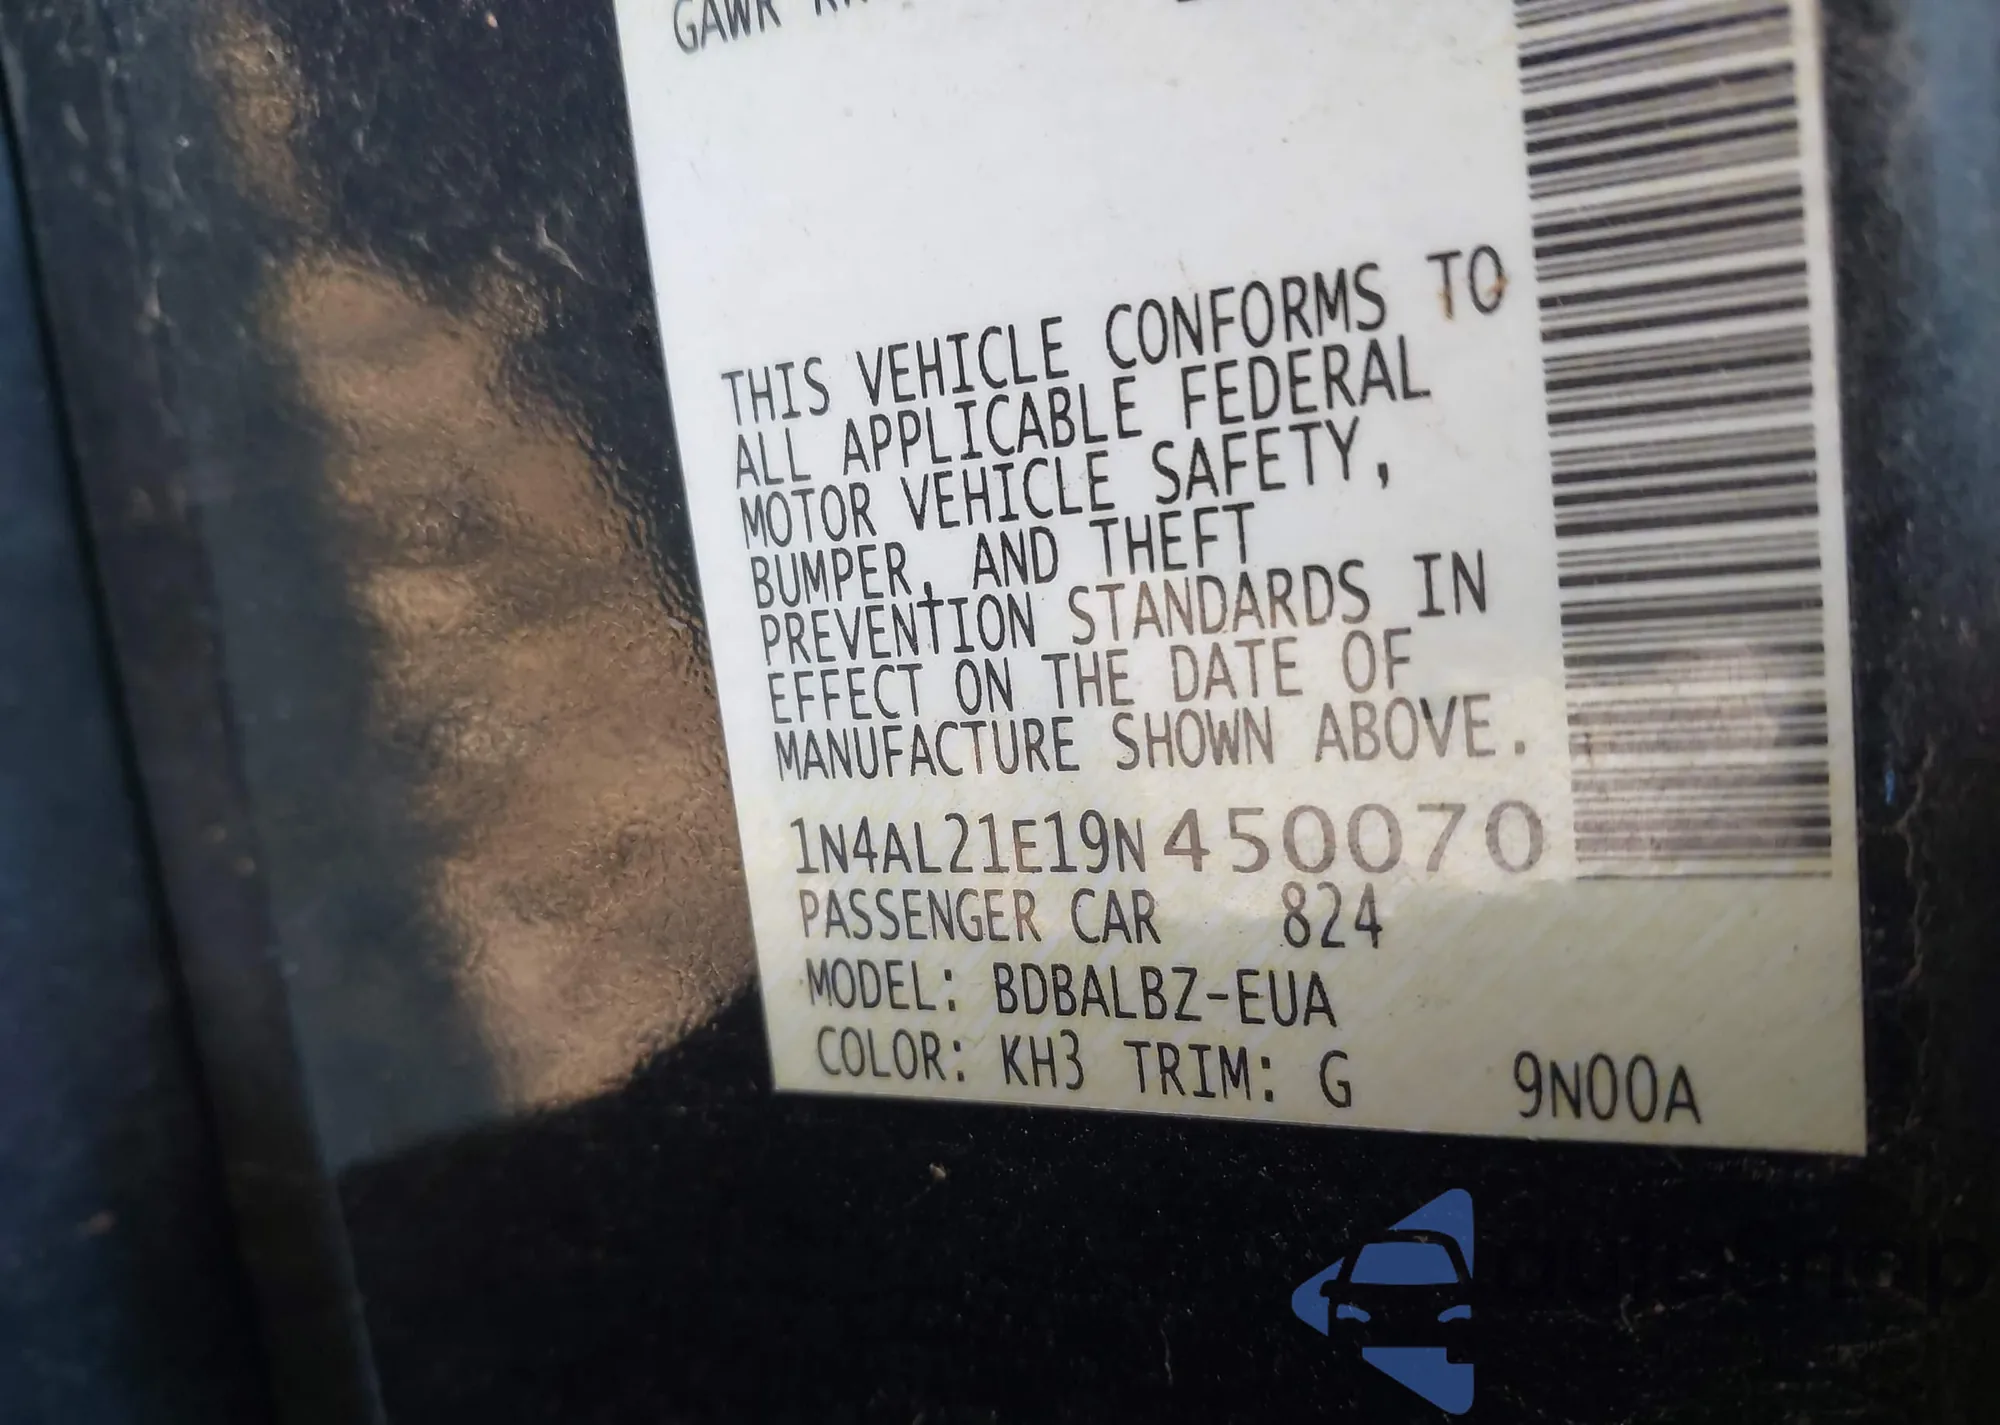 GAWR
THIS VEHICLE CONFORMS TO
ALL APPLICABLE FEDERAL
MOTOR VEHICLE SAFETY,
BUMPER, AND THEFT
PREVENTION STANDARDS IN
EFFECT ON THE DATE OF
MANUFACTURE SHOWN ABOVE.
1N4AL21E19N450070
PASSENGER CAR 824
MODEL: BDBALBZ-EUA
COLOR: KH3 TRIM: G 9N00A